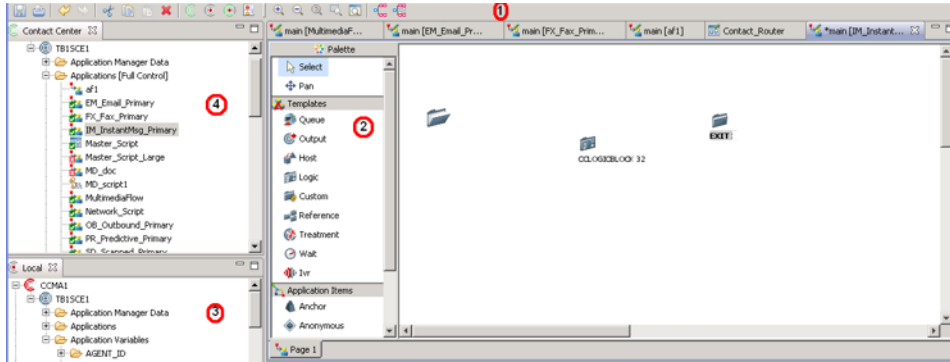 1
Contact Center
main [MultimediaF...
main [EM_Email_Pr...
main [FX_Fax_Prim...
main [af1]
Contact_Router
*main [IM_Instant...
TB1SCE1
Application Manager Data
Applications [Full Control]
af1
EM_Email_Primary
FX_Fax_Primary
IM_InstantMsg_Primary
Master_Script
Master_Script_Large
MD_doc
MD_script1
MultimediaFlow
Network_Script
OB_Outbound_Primary
PR_Predictive_Primary
SD_Scanned_Primary
4
Local
CCMA1
TB1SCE1
Application Manager Data
Applications
Application Variables
AGENT_ID
3
Palette
Select
Pan
Templates
Queue
Output
Host
Logic
Custom
Reference
Treatment
Wait
Ivr
Application Items
Anchor
Anonymous
2
CCLOGICBLOCK 32
EXIT
Page 1